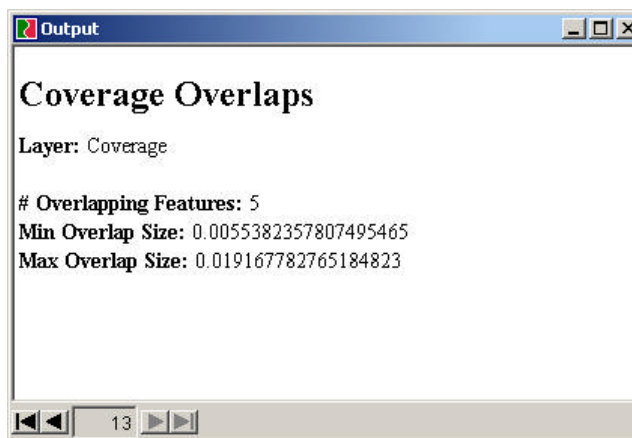 Output
Coverage Overlaps
Layer: Coverage
# Overlapping Features: 5
Min Overlap Size: 0.0055382357807495465
Max Overlap Size: 0.019167782765184823
13